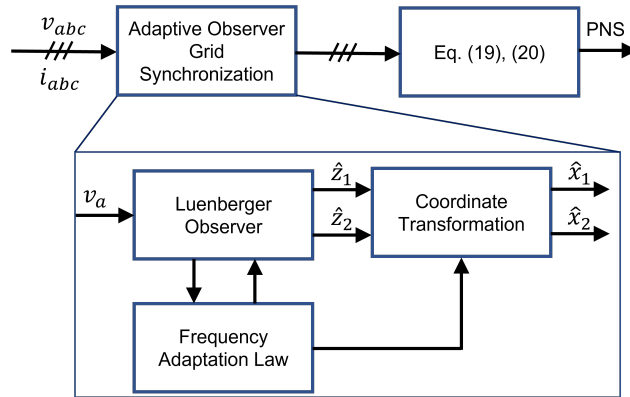 v_abc
i_abc
Adaptive Observer
Grid
Synchronization
Eq. (19), (20)
PNS
v_a
Luenberger
Observer
ẑ_1
ẑ_2
Coordinate
Transformation
x̂_1
x̂_2
Frequency
Adaptation Law